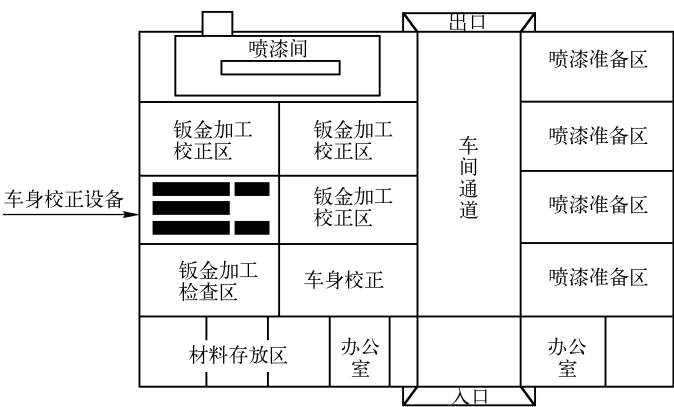 出口
喷漆间
喷漆准备区
钣金加工
校正区
钣金加工
校正区
喷漆准备区
车
间
通
道
车身校正设备
钣金加工
校正区
喷漆准备区
钣金加工
检查区
车身校正
喷漆准备区
材料存放区
办公
室
办公
室
入口